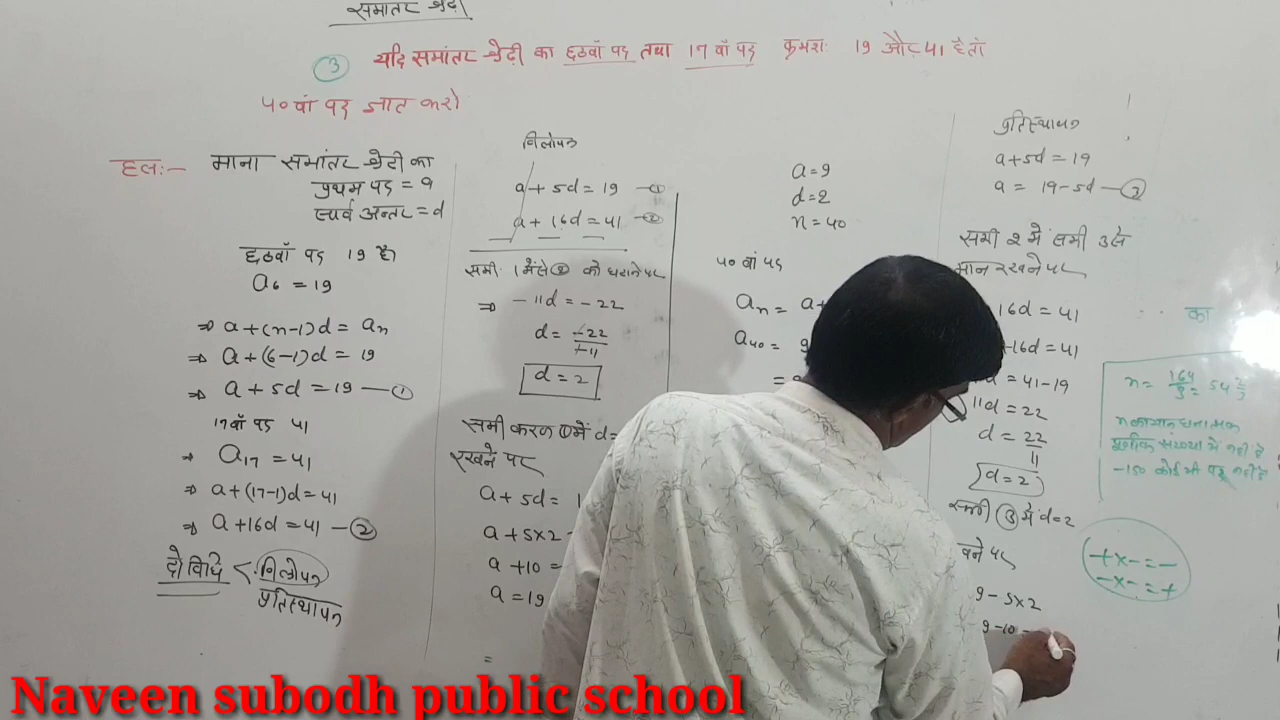 समांतर श्रेढ़ी
③ यदि समांतर श्रेढ़ी का छठवाँ पद तथा 17 वाँ पद क्रमशः 19 और 41 है तो
40 वां पद ज्ञात करो
हलः- माना समांतर श्रेढी का
प्रथम पद = a
सार्व अन्तर = d
छठवाँ पद 19 है।
a₆ = 19
⇒ a+(n-1)d = an
⇒ a+(6-1)d = 19
⇒ a+5d = 19 — ①
17वाँ पद 41
a₁₇ = 41
⇒ a+(17-1)d = 41
⇒ a+16d = 41 — ②
दो विधि < विलोपन
प्रतिस्थापन
विलोपन
a+5d = 19 — ①
a+16d = 41 — ②
समी. 1 में से ② को घटाने पर
⇒ -11d = -22
d = -22/-11
d = 2
समीकरण ① में d=
रखने पर
a+5d = 1
a+5×2
a+10 =
a = 19
=
a=9
d=2
n=40
40 वां पद
an = a+
a₄₀ = 9
=
प्रतिस्थापन
a+5d = 19
a = 19-5d — ③
समी 2 में समी 3 से
मान रखने पर
16d = 41
+16d = 41
= 41-19
11d = 22
d = 22/11
d = 2
समी ③ में d=2
खने पर
9 - 5×2
9-10 =
का
n = 164/3 = 54 2/3
n का मान धनात्मक
पूर्णांक संख्या में नहीं है
-150 कोई भी पद नहीं है
+×- = -
-×- = +
Naveen subodh public school